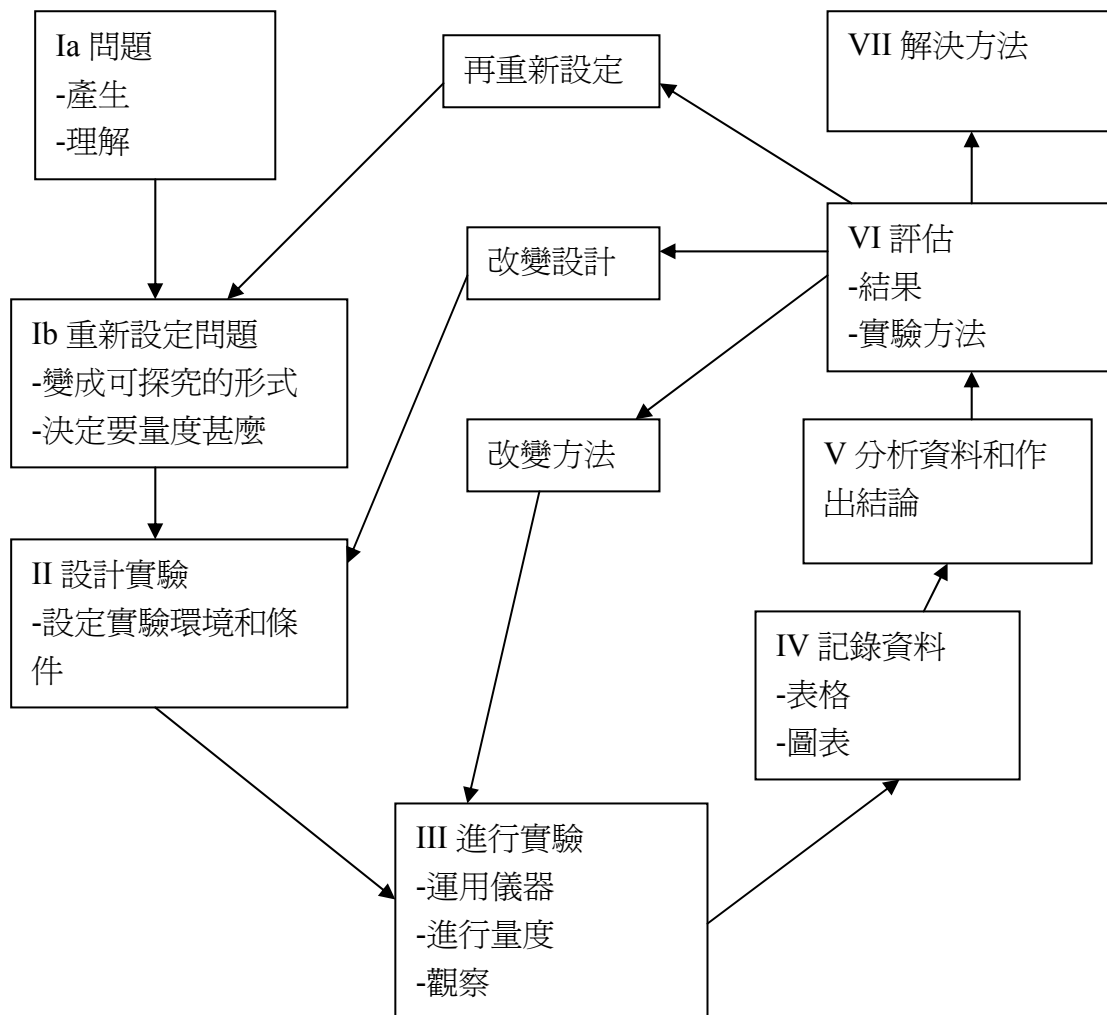 Ia 問題
-產生
-理解
再重新設定
VII 解決方法
改變設計
VI 評估
-結果
-實驗方法
Ib 重新設定問題
-變成可探究的形式
-決定要量度甚麼
改變方法
V 分析資料和作
出結論
II 設計實驗
-設定實驗環境和條
件
IV 記錄資料
-表格
-圖表
III 進行實驗
-運用儀器
-進行量度
-觀察